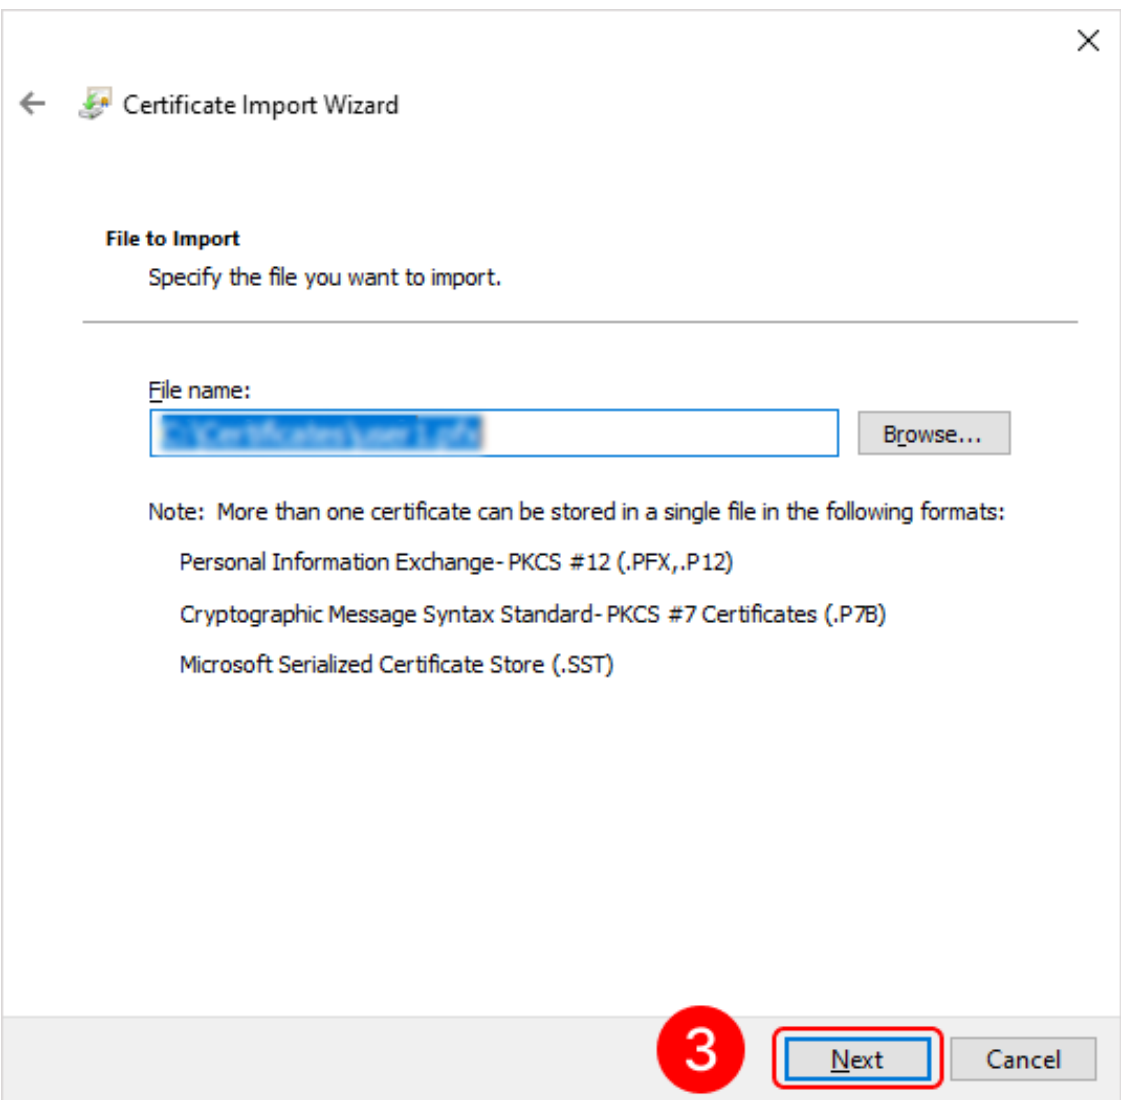 Certificate Import Wizard
File to Import
Specify the file you want to import.
File name:
Browse...
Note: More than one certificate can be stored in a single file in the following formats:
Personal Information Exchange- PKCS #12 (.PFX,.P12)
Cryptographic Message Syntax Standard- PKCS #7 Certificates (.P7B)
Microsoft Serialized Certificate Store (.SST)
3
Next
Cancel